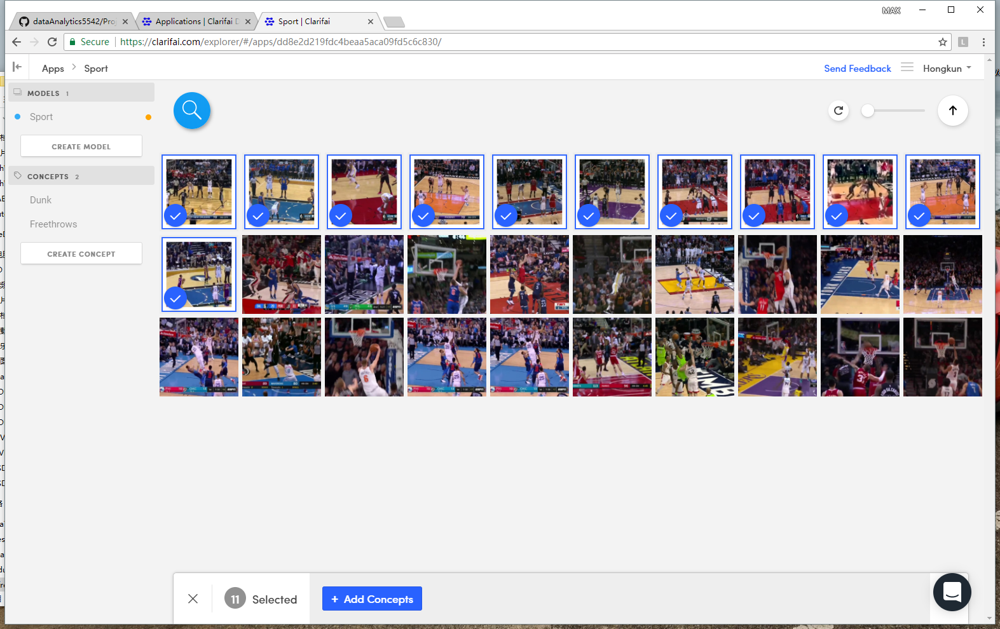 MAX
dataAnalytics5542/Proj
Applications | Clarifai D
Sport | Clarifai
Secure
https://clarifai.com/explorer/#/apps/dd8e2d219fdc4beaa5aca09fd5c6c830/
L
Apps
Sport
Send Feedback
Hongkun
MODELS 1
Sport
CREATE MODEL
CONCEPTS 2
Dunk
Freethrows
CREATE CONCEPT
11 Selected
+ Add Concepts